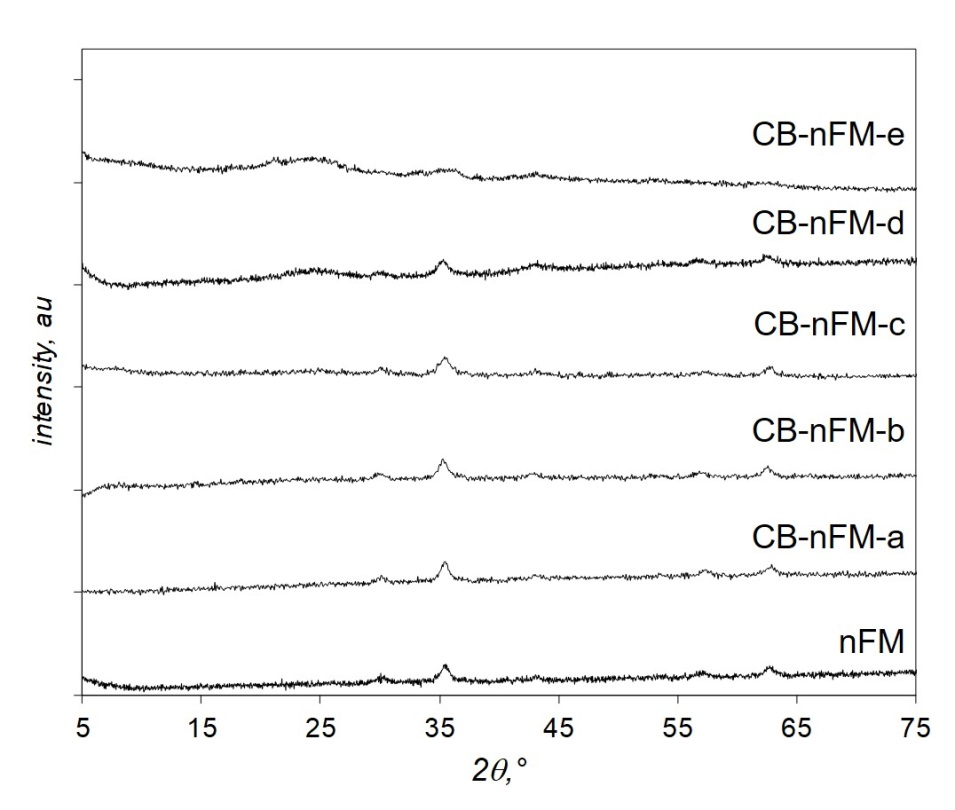 CB-nFM-e
CB-nFM-d
CB-nFM-c
CB-nFM-b
CB-nFM-a
nFM
intensity, au
5 15 25 35 45 55 65 75
2θ,°